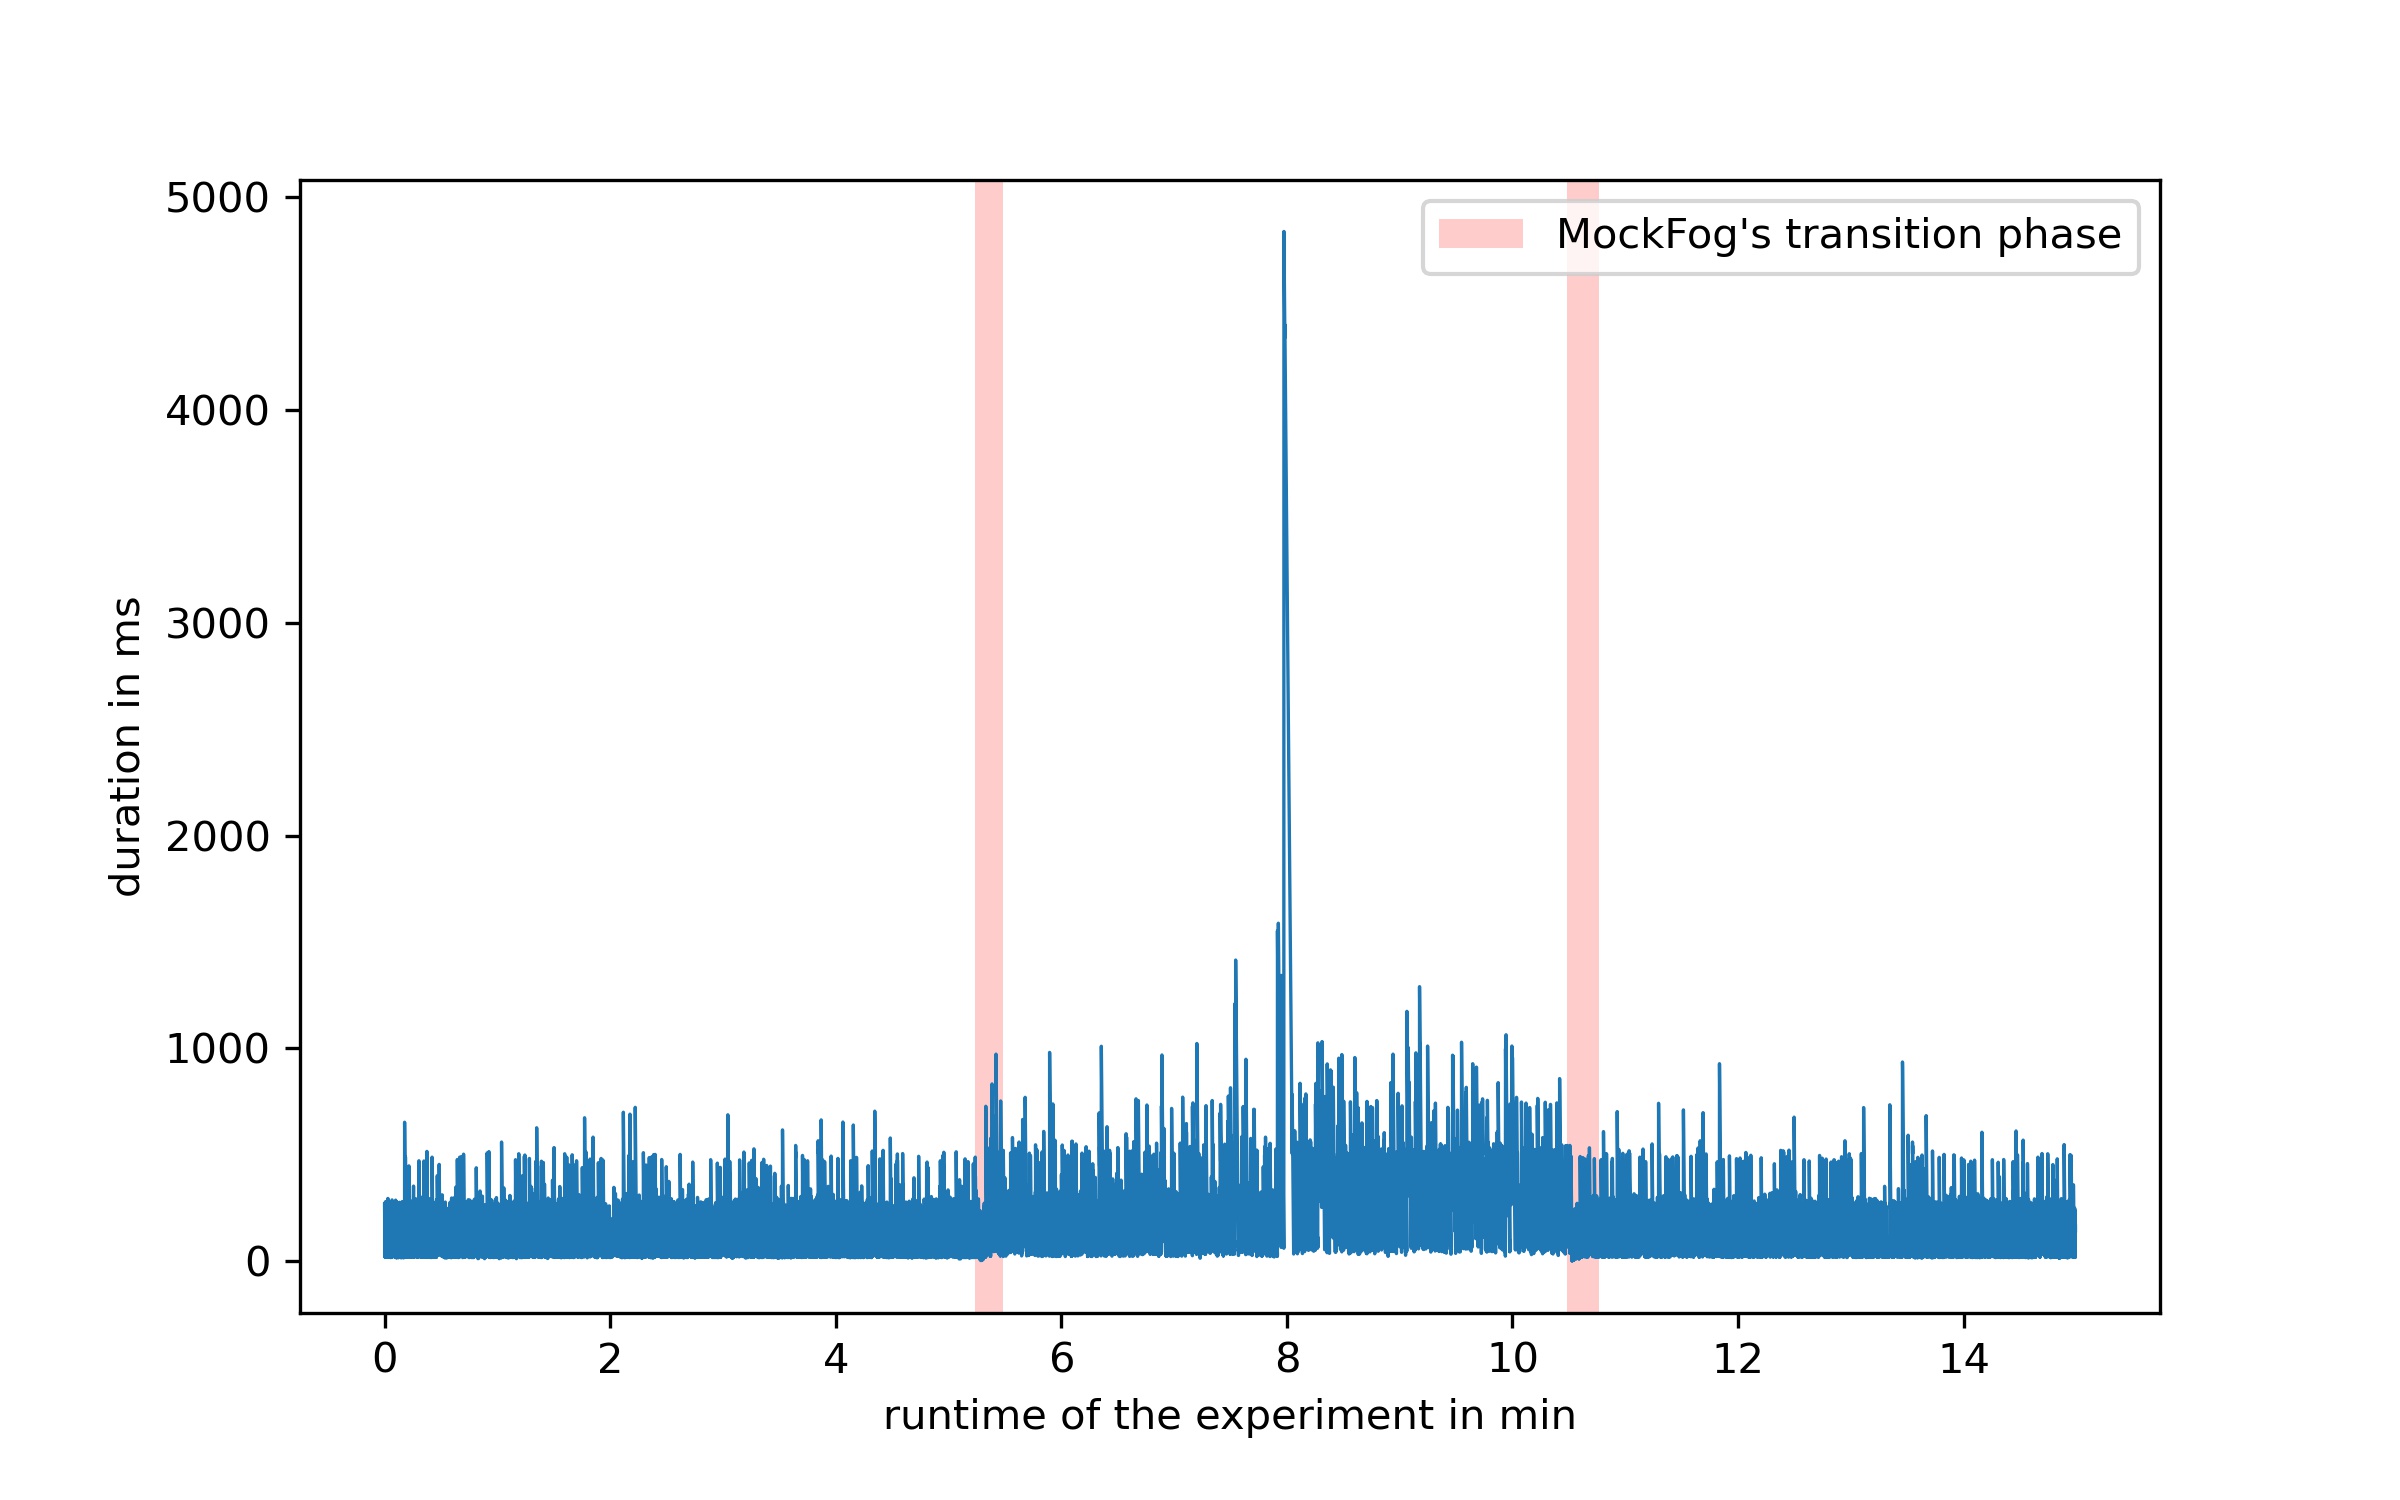 MockFog's transition phase
5000
4000
3000
2000
1000
0
duration in ms
0 2 4 6 8 10 12 14
runtime of the experiment in min